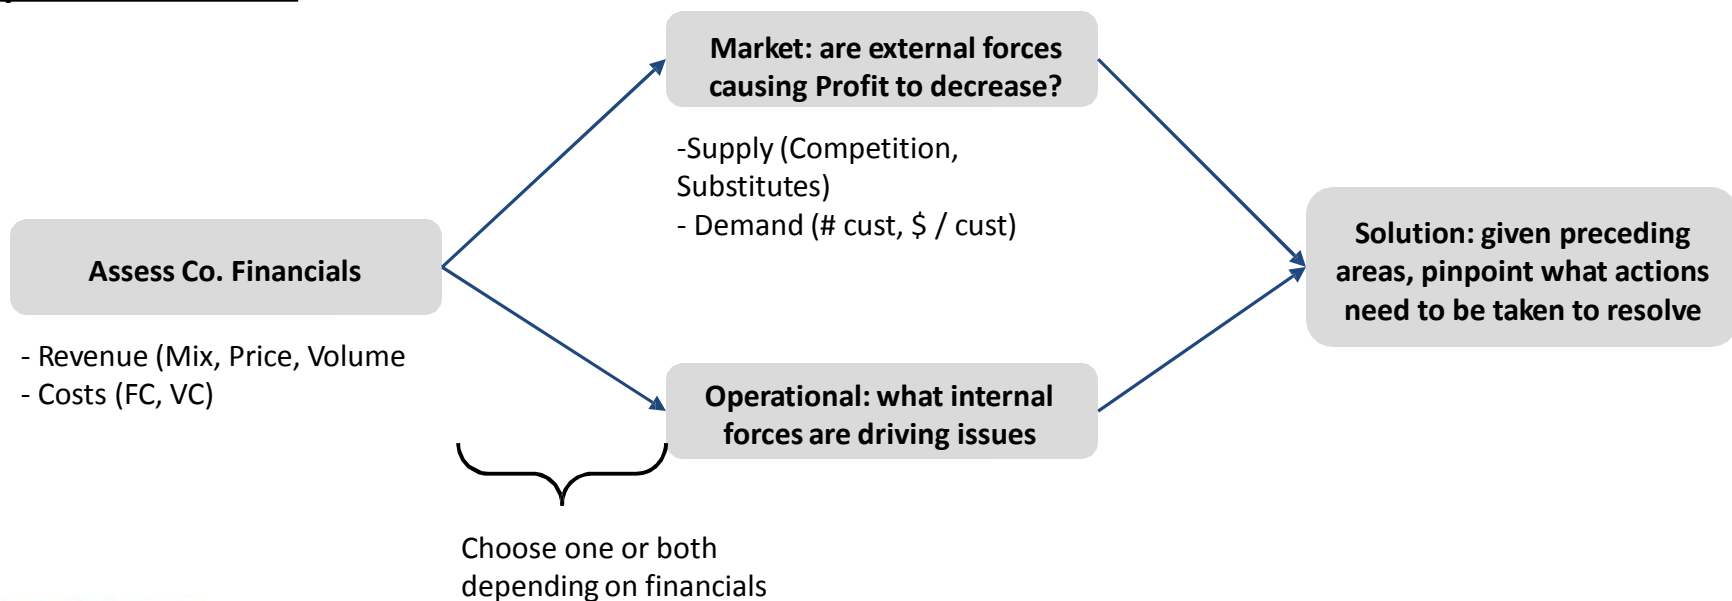 Market: are external forces
causing Profit to decrease?
-Supply (Competition,
Substitutes)
- Demand (# cust, $ / cust)
Assess Co. Financials
- Revenue (Mix, Price, Volume
- Costs (FC, VC)
Operational: what internal
forces are driving issues
Choose one or both
depending on financials
Solution: given preceding
areas, pinpoint what actions
need to be taken to resolve